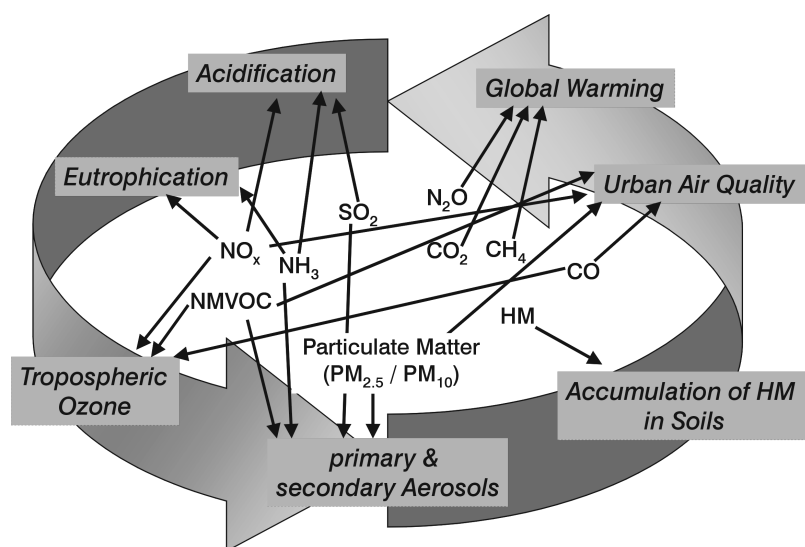 Acidification
Global Warming
Eutrophication
Urban Air Quality
N₂O
SO₂
NOₓ
NH₃
CO₂
CH₄
CO
NMVOC
HM
Particulate Matter
(PM₂.₅ / PM₁₀)
Tropospheric
Ozone
Accumulation of HM
in Soils
primary &
secondary Aerosols